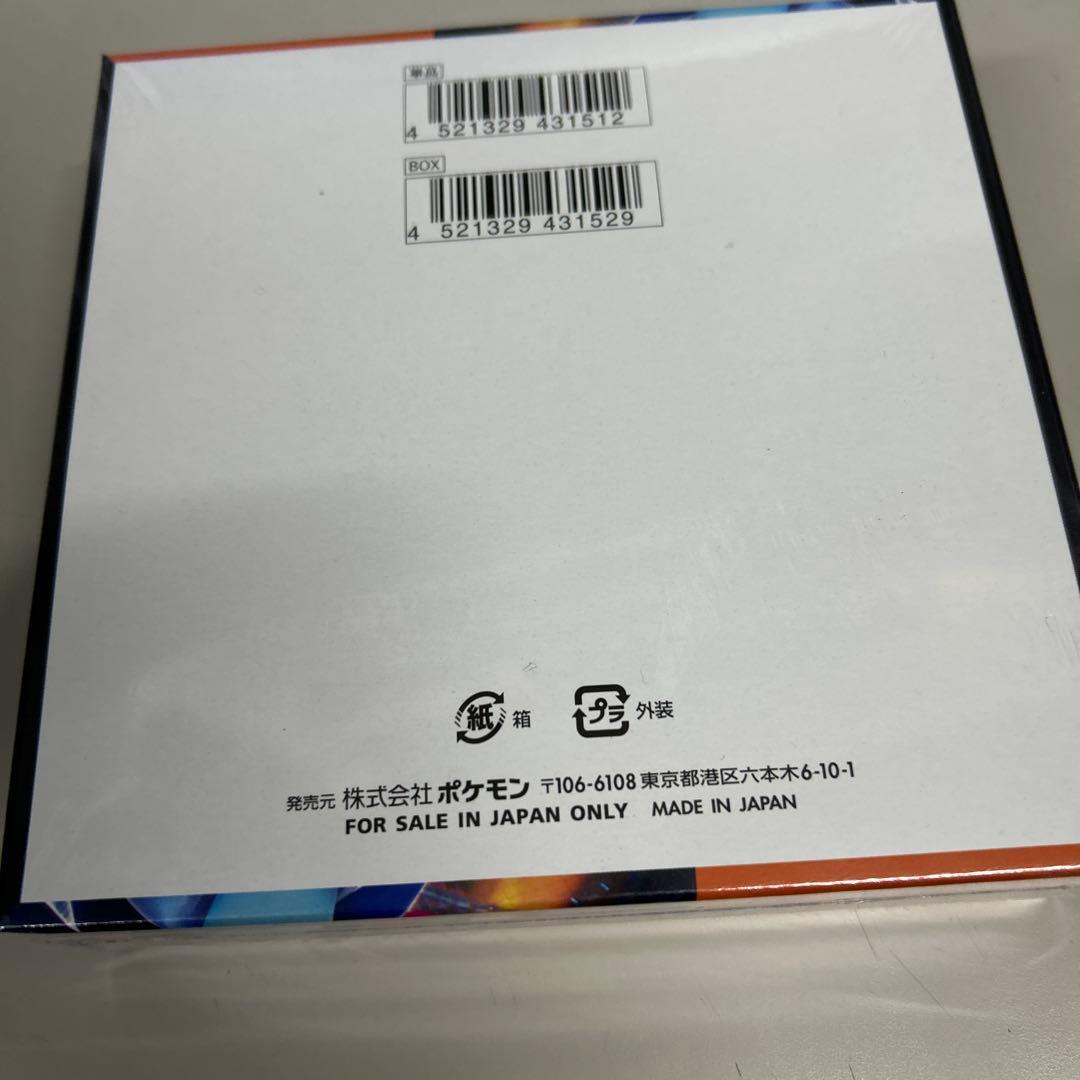 単品
4 521329 431512
BOX
4 521329 431529
紙 箱 プラ 外装
発売元 株式会社ポケモン 〒106-6108 東京都港区六本木6-10-1
FOR SALE IN JAPAN ONLY MADE IN JAPAN